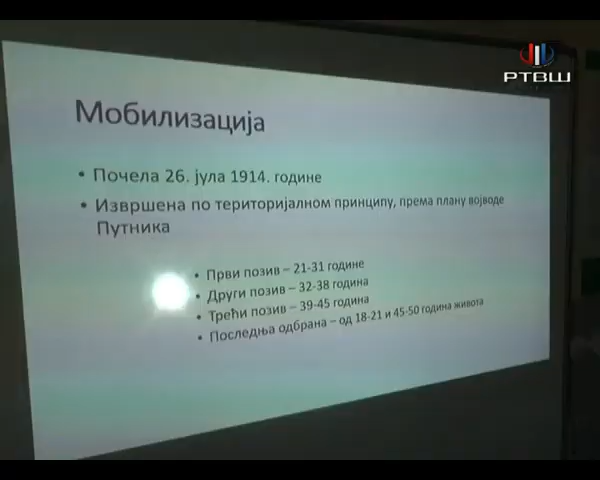 РТВШ
Мобилизација
• Почела 26. јула 1914. године
• Извршена по територијалном принципу, према плану војводе
Путника
• Први позив – 21-31 године
• Други позив – 32-38 година
• Трећи позив – 39-45 година
• Последња одбрана – од 18-21 и 45-50 година живота